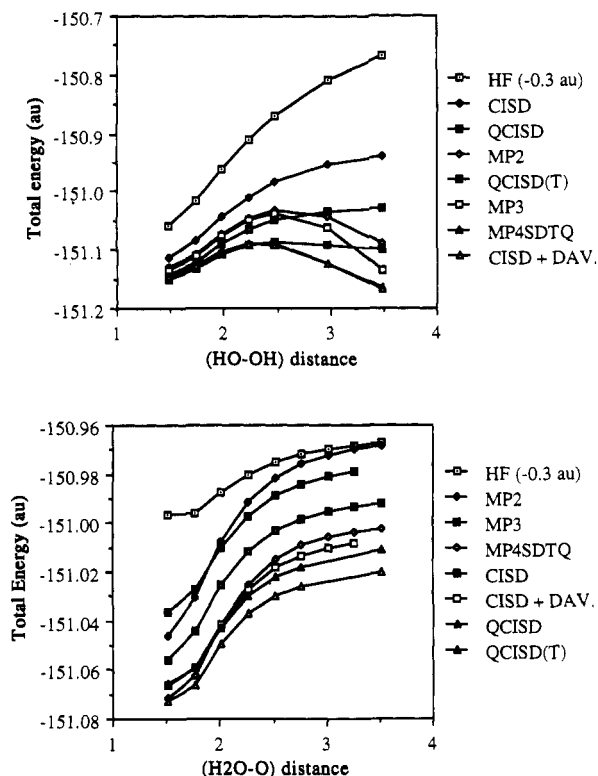 -150.7
-150.8
-150.9
-151.0
-151.1
-151.2
Total energy (au)
1
2
3
4
(HO-OH) distance
HF (-0.3 au)
CISD
QCISD
MP2
QCISD(T)
MP3
MP4SDTQ
CISD + DAV.
-150.96
-150.98
-151.00
-151.02
-151.04
-151.06
-151.08
Total Energy (au)
1
2
3
4
(H2O-O) distance
HF (-0.3 au)
MP2
MP3
MP4SDTQ
CISD
CISD + DAV.
QCISD
QCISD(T)